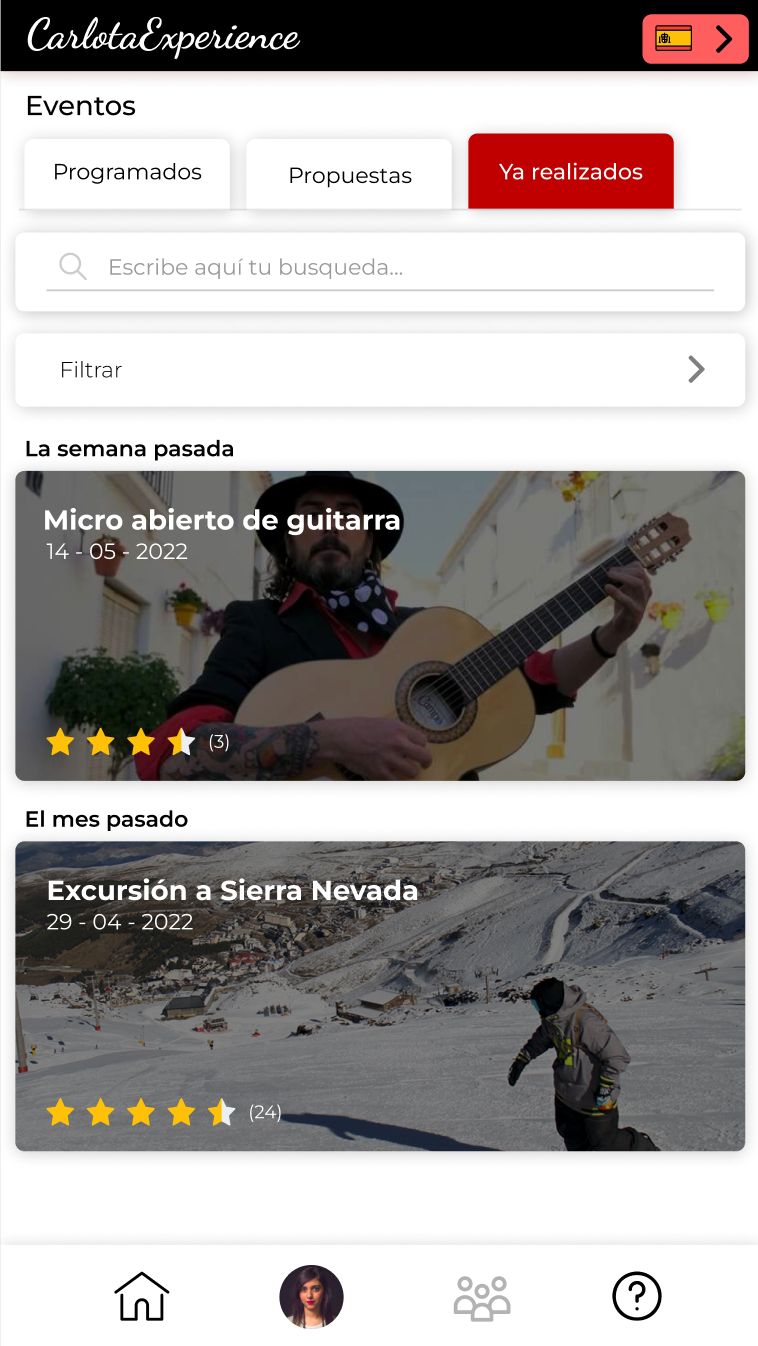 CarlotaExperience
Eventos
Programados
Propuestas
Ya realizados
Escribe aquí tu busqueda...
Filtrar
La semana pasada
Micro abierto de guitarra
14 - 05 - 2022
(3)
El mes pasado
Excursión a Sierra Nevada
29 - 04 - 2022
(24)
?